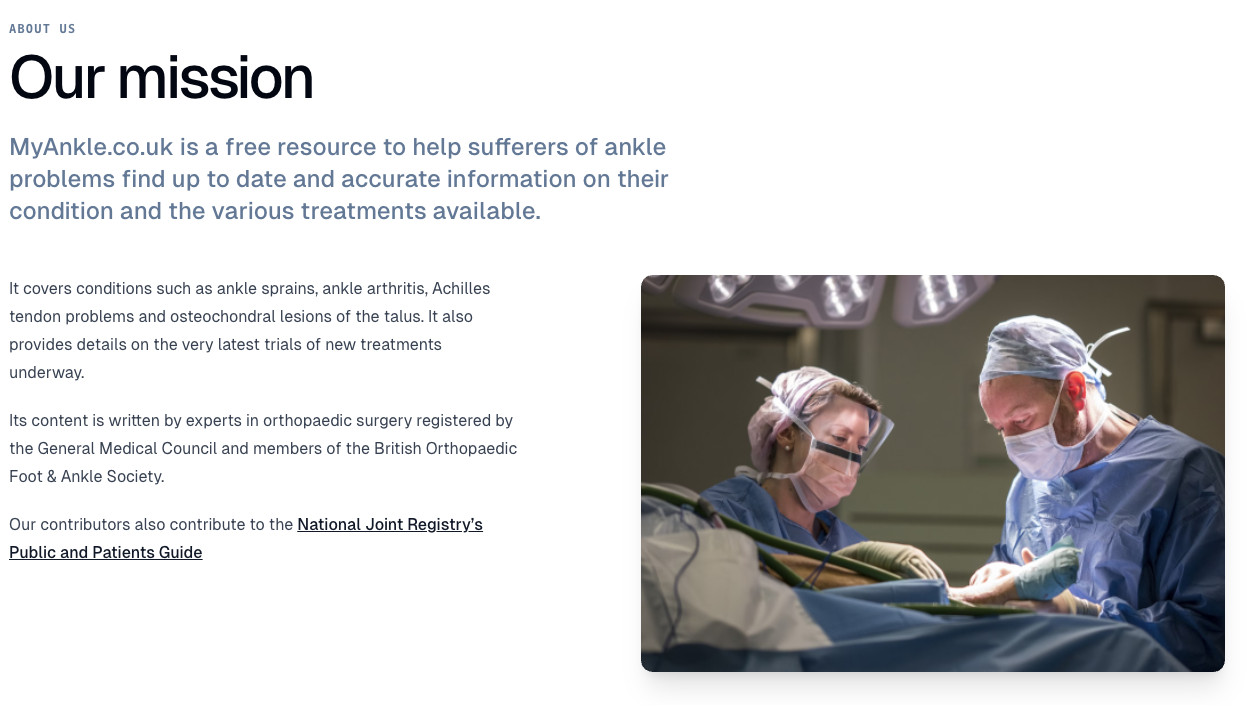 ABOUT US
Our mission
MyAnkle.co.uk is a free resource to help sufferers of ankle
problems find up to date and accurate information on their
condition and the various treatments available.
It covers conditions such as ankle sprains, ankle arthritis, Achilles
tendon problems and osteochondral lesions of the talus. It also
provides details on the very latest trials of new treatments
underway.
Its content is written by experts in orthopaedic surgery registered by
the General Medical Council and members of the British Orthopaedic
Foot & Ankle Society.
Our contributors also contribute to the National Joint Registry’s
Public and Patients Guide